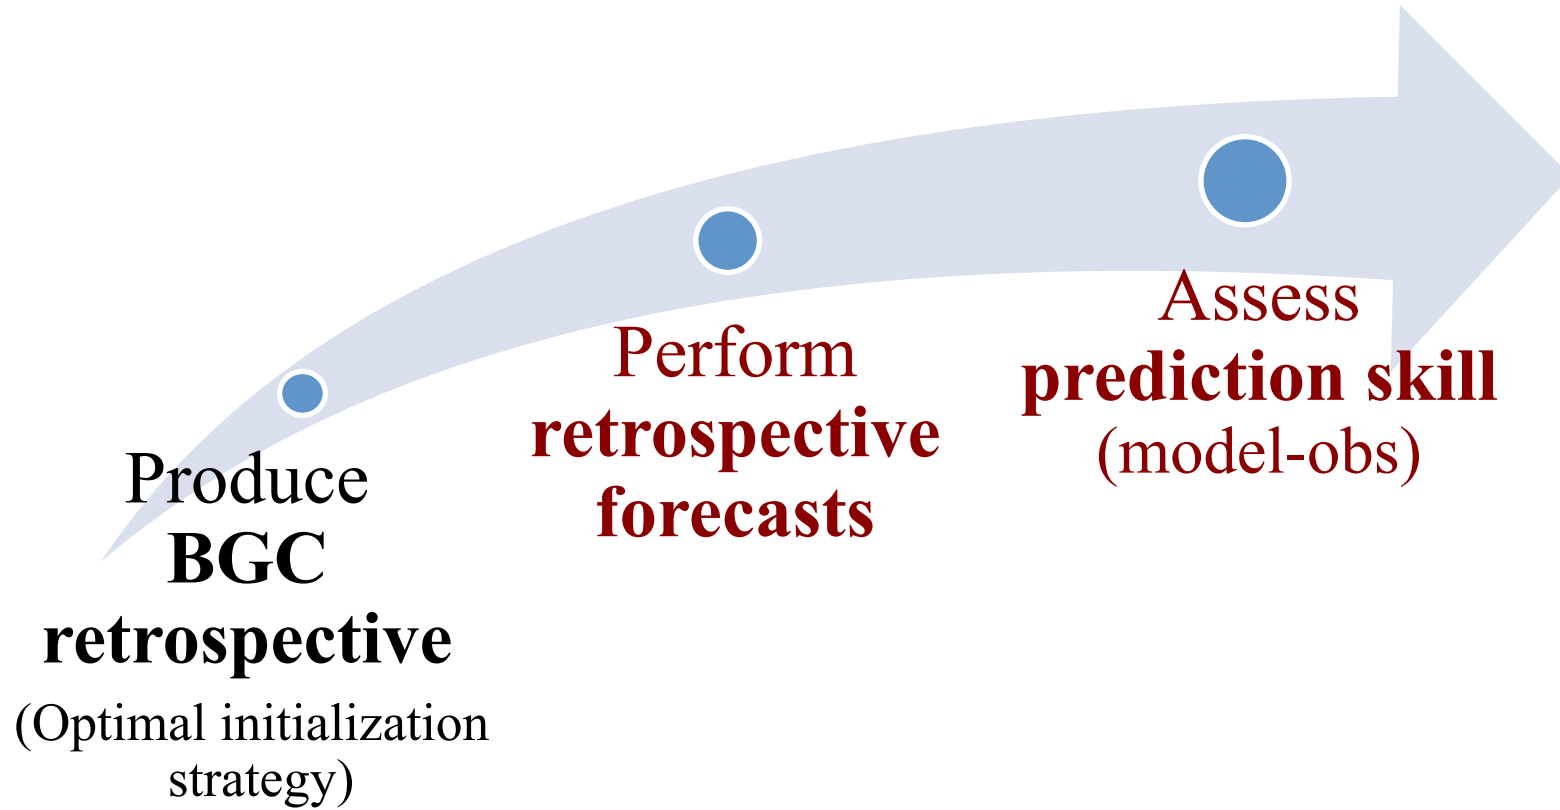 Produce
BGC
retrospective
(Optimal initialization
strategy)
Perform
retrospective
forecasts
Assess
prediction skill
(model-obs)